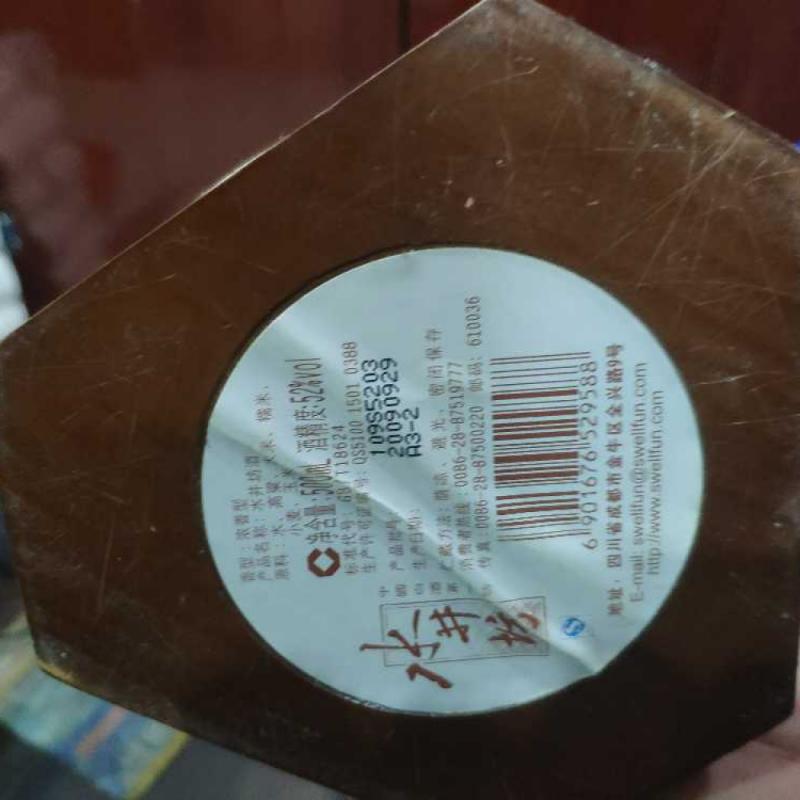 香型：浓香型
产品名称：水井坊酒
原料：水、高粱、大米、糯米、
小麦、玉米
净含量：500mL 酒精度：52%vol
标准代号：GB/T18624
生产许可证号：QS5100 1501 0388
产品批号： 109S5203
生产日期： 20090929
A3-2
贮藏方法：阴凉、避光、密闭保存
消费者热线：0086-28-87519777
传真：0086-28-87500220 邮码：610036
6 901676 529588
地址：四川省成都市金牛区全兴路9号
E-mail: swellfun@swellfun.com
http://www.swellfun.com
水井坊